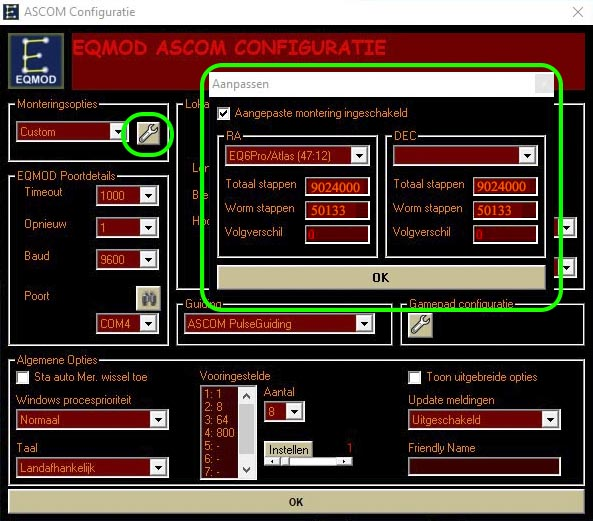 ASCOM Configuratie
EQMOD ASCOM CONFIGURATIE
EQMOD
Monteringsopties
Custom
EQMOD Poortdetails
Timeout 1000
Opnieuw 1
Baud 9600
Poort
COM4
Aanpassen
Aangepaste montering ingeschakeld
RA
EQ6Pro/Atlas (47:12)
Totaal stappen 9024000
Worm stappen 50133
Volgverschil 0
DEC
Totaal stappen 9024000
Worm stappen 50133
Volgverschil 0
OK
Guiding
ASCOM PulseGuiding
Gamepad configuratie
Algemene Opties
Sta auto Mer. wissel toe
Windows procesprioriteit
Normaal
Taal
Landafhankelijk
Vooringestelde
1: 1
2: 8
3: 64
4: 800
5: -
6: -
7: -
Aantal
8
Instellen 1
Toon uitgebreide opties
Update meldingen
Uitgeschakeld
Friendly Name
OK